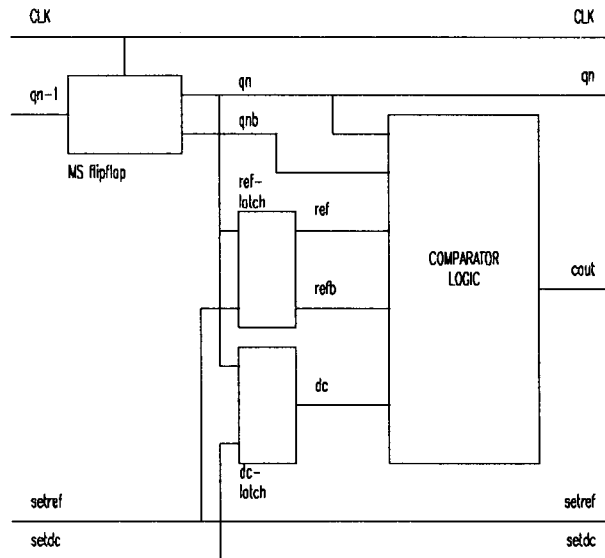 CLK CLK
qn-1 qn qn
qnb
MS flipflop
ref-
latch ref
COMPARATOR
LOGIC
cout
refb
dc
dc-
latch
setref setref
setdc setdc